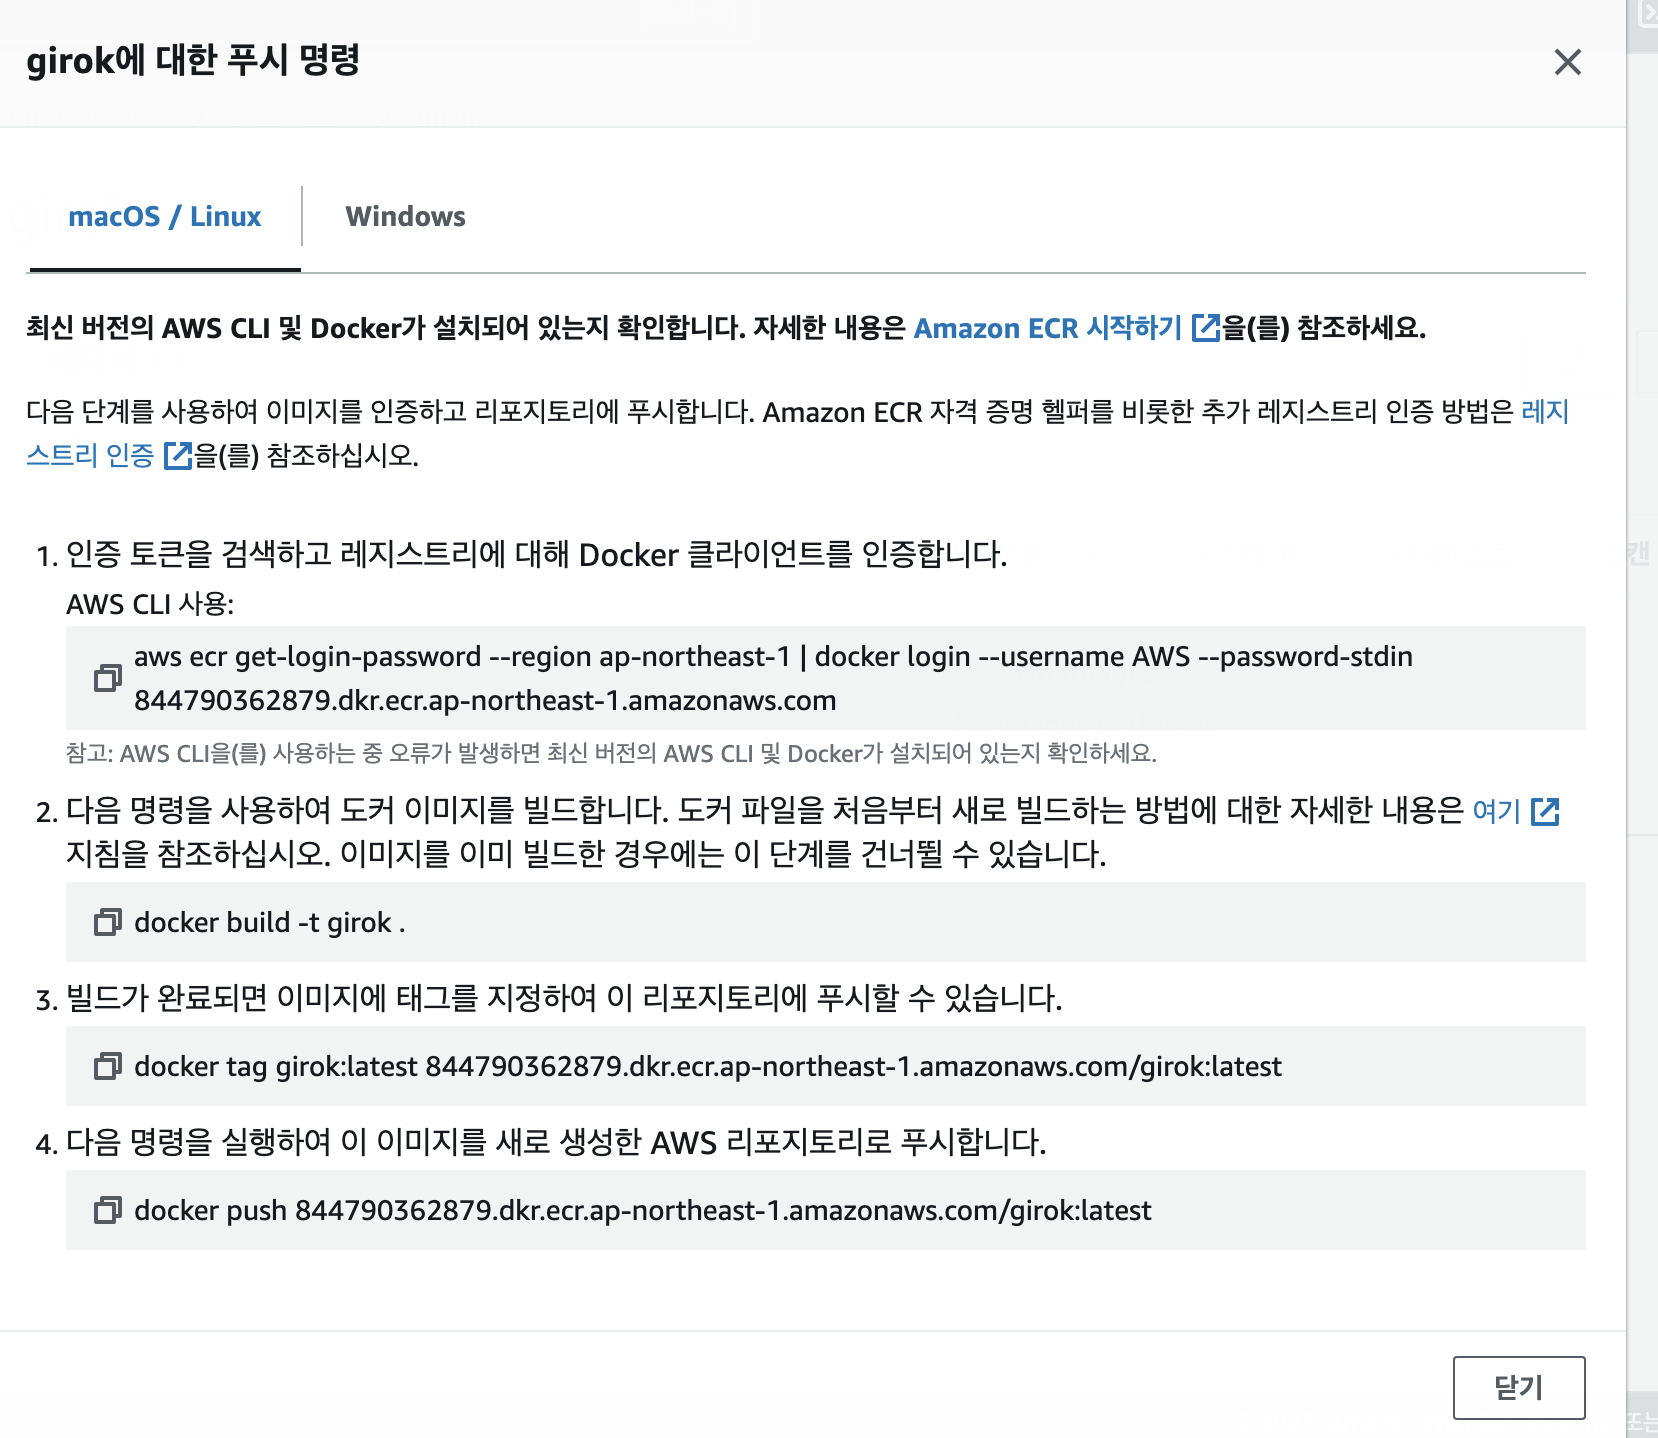 girok에 대한 푸시 명령
macOS / Linux
Windows
최신 버전의 AWS CLI 및 Docker가 설치되어 있는지 확인합니다. 자세한 내용은 Amazon ECR 시작하기 을(를) 참조하세요.
다음 단계를 사용하여 이미지를 인증하고 리포지토리에 푸시합니다. Amazon ECR 자격 증명 헬퍼를 비롯한 추가 레지스트리 인증 방법은 레지
스트리 인증 을(를) 참조하십시오.
1. 인증 토큰을 검색하고 레지스트리에 대해 Docker 클라이언트를 인증합니다.
AWS CLI 사용:
aws ecr get-login-password --region ap-northeast-1 | docker login --username AWS --password-stdin
844790362879.dkr.ecr.ap-northeast-1.amazonaws.com
참고: AWS CLI을(를) 사용하는 중 오류가 발생하면 최신 버전의 AWS CLI 및 Docker가 설치되어 있는지 확인하세요.
2. 다음 명령을 사용하여 도커 이미지를 빌드합니다. 도커 파일을 처음부터 새로 빌드하는 방법에 대한 자세한 내용은 여기
지침을 참조하십시오. 이미지를 이미 빌드한 경우에는 이 단계를 건너뛸 수 있습니다.
docker build -t girok .
3. 빌드가 완료되면 이미지에 태그를 지정하여 이 리포지토리에 푸시할 수 있습니다.
docker tag girok:latest 844790362879.dkr.ecr.ap-northeast-1.amazonaws.com/girok:latest
4. 다음 명령을 실행하여 이 이미지를 새로 생성한 AWS 리포지토리로 푸시합니다.
docker push 844790362879.dkr.ecr.ap-northeast-1.amazonaws.com/girok:latest
닫기
캔
또는